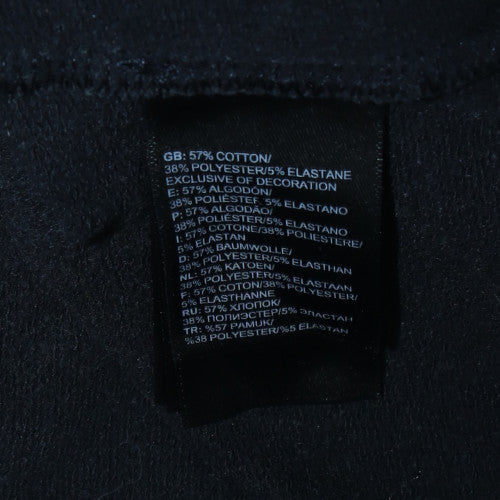 GB: 57% COTTON/
38% POLYESTER/5% ELASTANE
EXCLUSIVE OF DECORATION
E: 57% ALGODÓN/
38% POLIÉSTER, 5% ELASTANO
P: 57% ALGODÃO/
38% POLIÉSTER/5% ELASTANO
I: 57% COTONE/38% POLIESTERE/
5% ELASTAN
D: 57% BAUMWOLLE/
38% POLYESTER/5% ELASTHAN
NL: 57% KATOEN/
38% POLYESTER/5% ELASTAAN
F: 57% COTON/38% POLYESTER/
5% ELASTHANNE
RU: 57% ХЛОПОК/
38% ПОЛИЭСТЕР/5% ЭЛАСТАН
TR: %57 PAMUK/
%38 POLYESTER/%5 ELASTAN